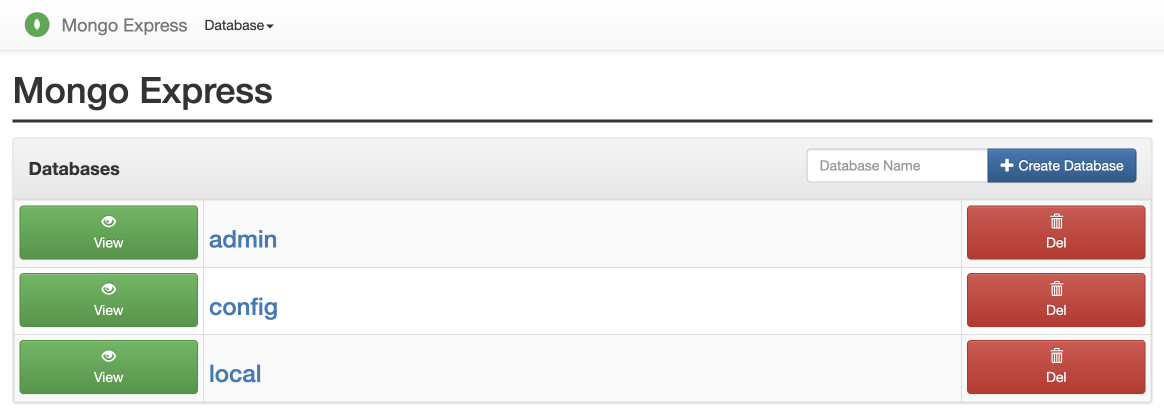 Mongo Express Database
Mongo Express
Databases Database Name Create Database
View admin Del
View config Del
View local Del